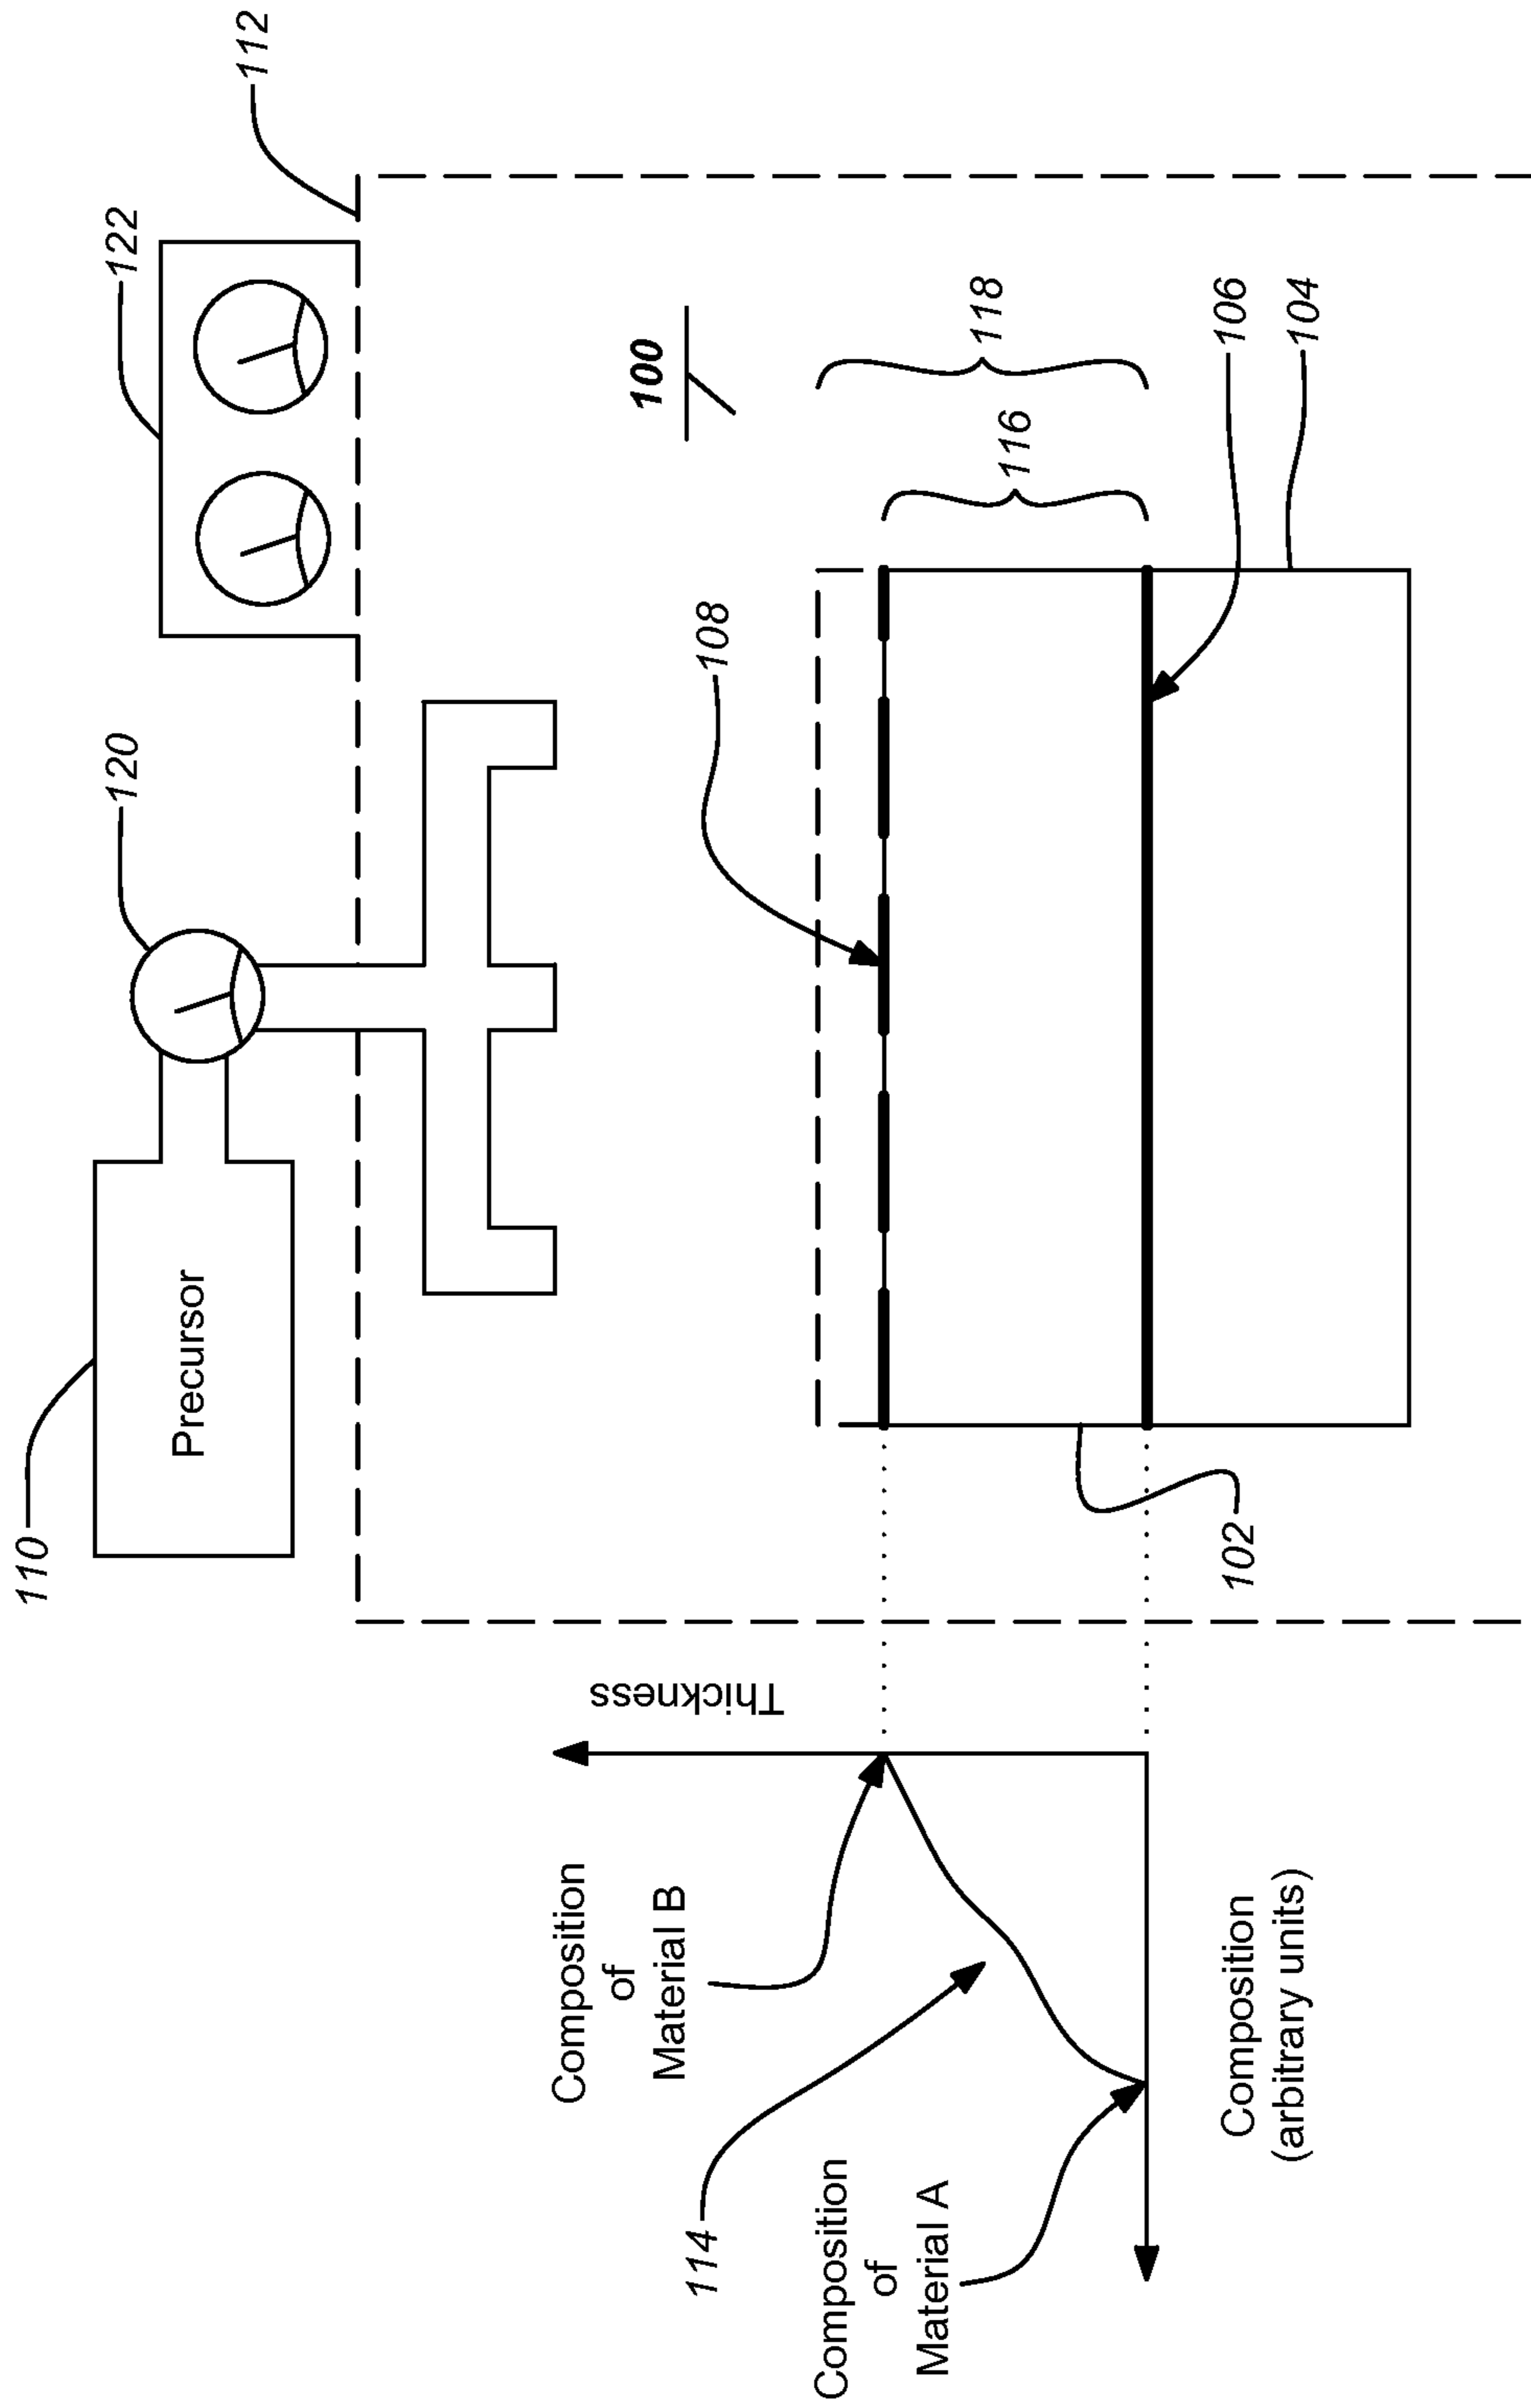 110
Precursor
120
122
112
100
108
118
116
106
104
102
Thickness
Composition
of
Material B
114
Composition
of
Material A
Composition
(arbitrary units)